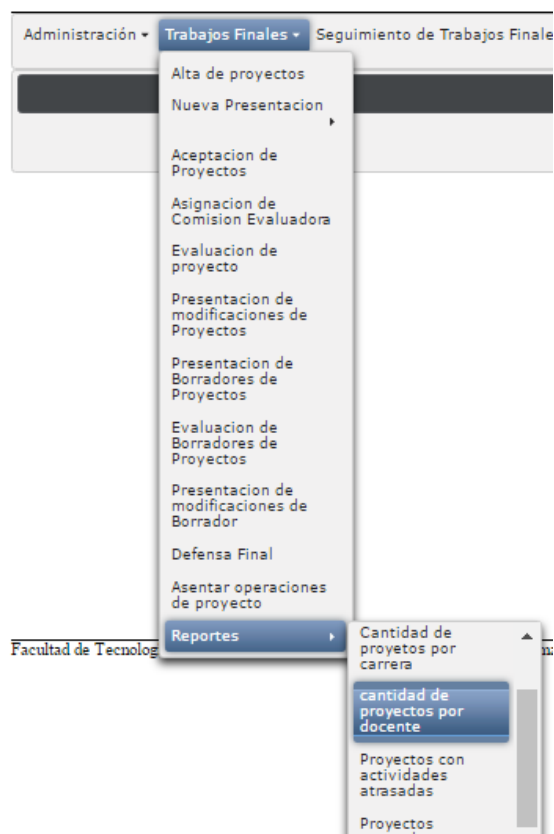 Administración Trabajos Finales Seguimiento de Trabajos Finale
Alta de proyectos
Nueva Presentacion
Aceptacion de
Proyectos
Asignacion de
Comision Evaluadora
Evaluacion de
proyecto
Presentacion de
modificaciones de
Proyectos
Presentacion de
Borradores de
Proyectos
Evaluacion de
Borradores de
Proyectos
Presentacion de
modificaciones de
Borrador
Defensa Final
Asentar operaciones
de proyecto
Reportes
Facultad de Tecnolog
Cantidad de
proyetos por
carrera
cantidad de
proyectos por
docente
Proyectos con
actividades
atrasadas
Proyectos